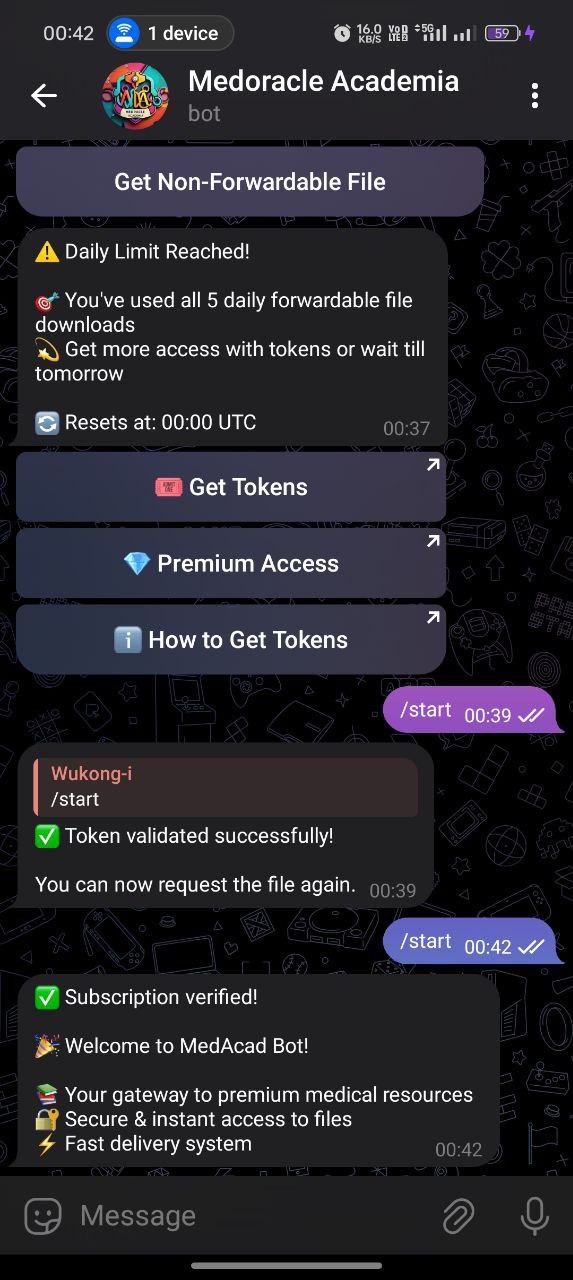 00:42
1 device
16.0
KB/S
Vo D
LTE 2
5G
59
Medoracle Academia
bot
Get Non-Forwardable File
⚠️ Daily Limit Reached!
🎯 You've used all 5 daily forwardable file
downloads
💫 Get more access with tokens or wait till
tomorrow
🔄 Resets at: 00:00 UTC
00:37
🎟️ Get Tokens
💎 Premium Access
ℹ️ How to Get Tokens
/start 00:39
Wukong-i
/start
✅ Token validated successfully!
You can now request the file again. 00:39
/start 00:42
✅ Subscription verified!
🎉 Welcome to MedAcad Bot!
📚 Your gateway to premium medical resources
🔐 Secure & instant access to files
⚡ Fast delivery system
00:42
Message